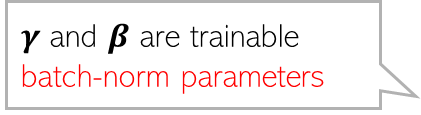 γ and β are trainable
batch-norm parameters